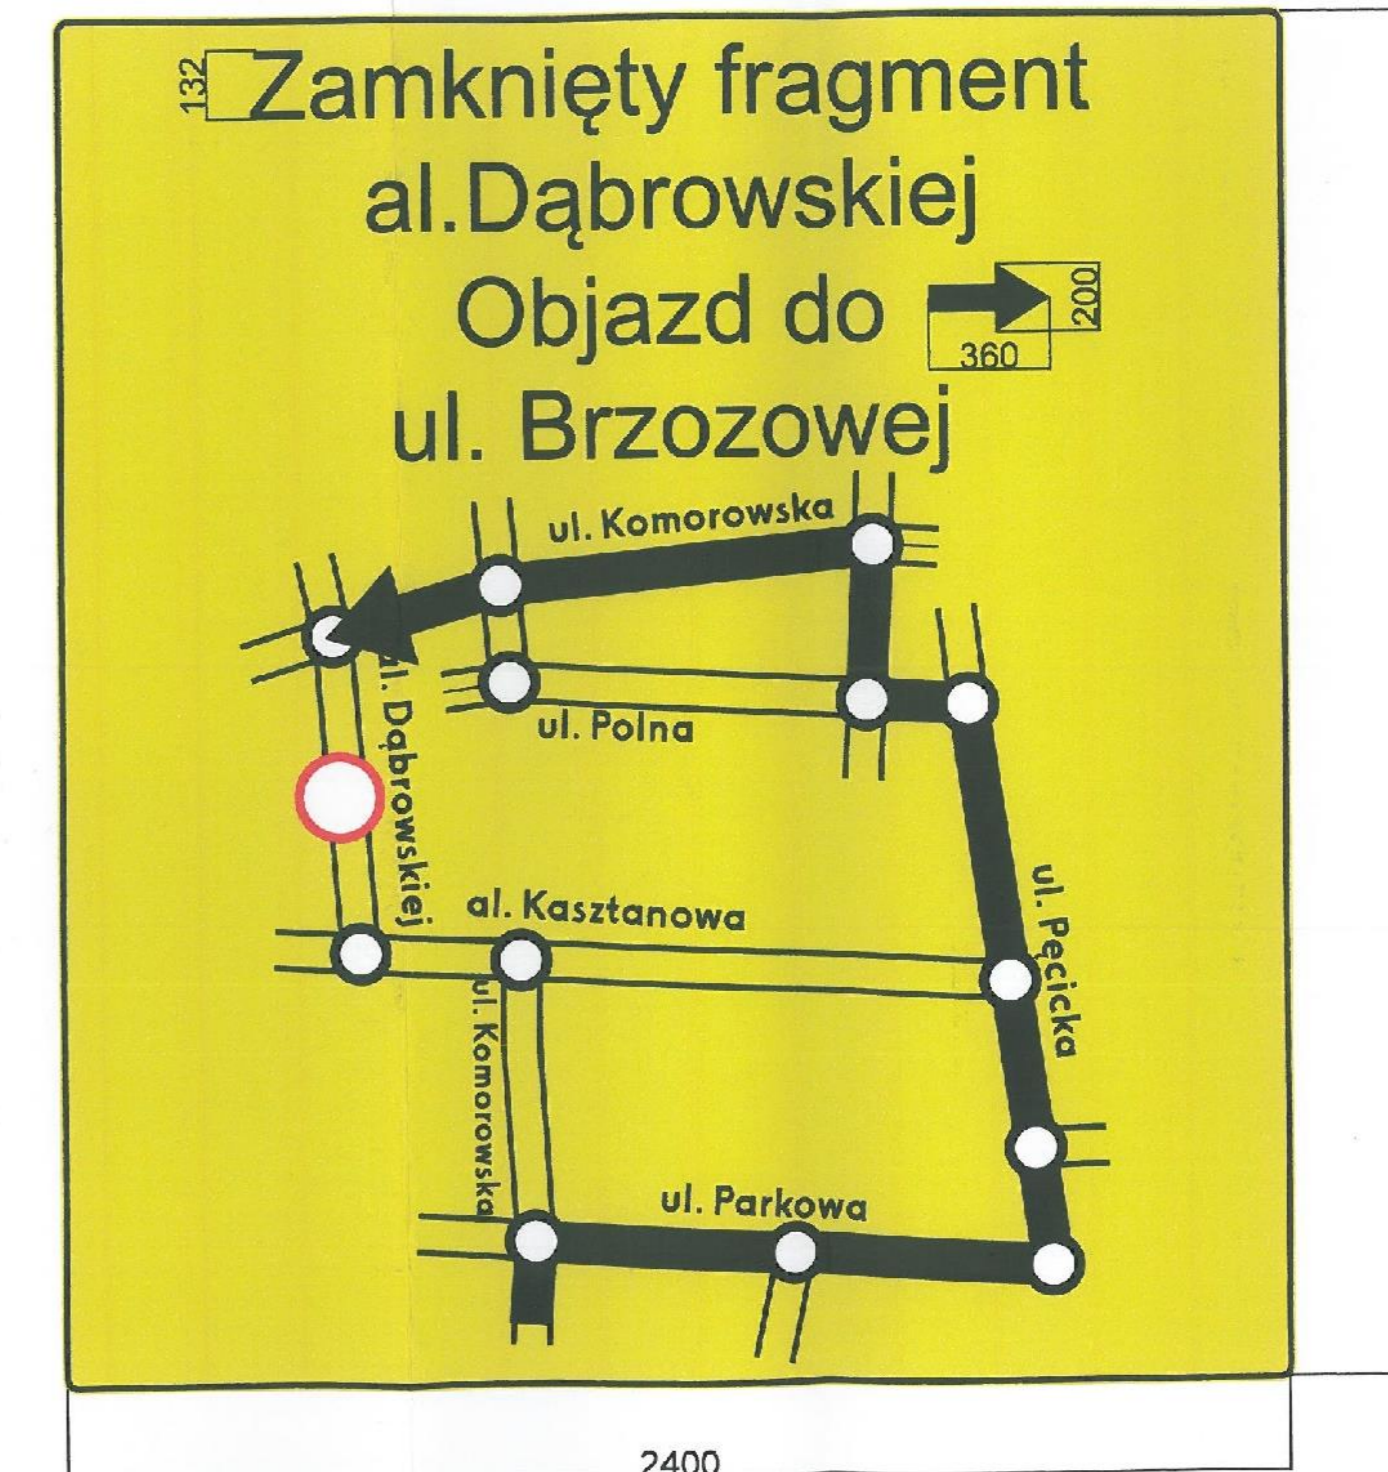 132
Zamknięty fragment
al.Dąbrowskiej
Objazd do
200
360
ul. Brzozowej
ul. Komorowska
al. Dąbrowskiej
ul. Polna
ul. Pęcicka
al. Kasztanowa
ul. Komorowska
ul. Parkowa
2400